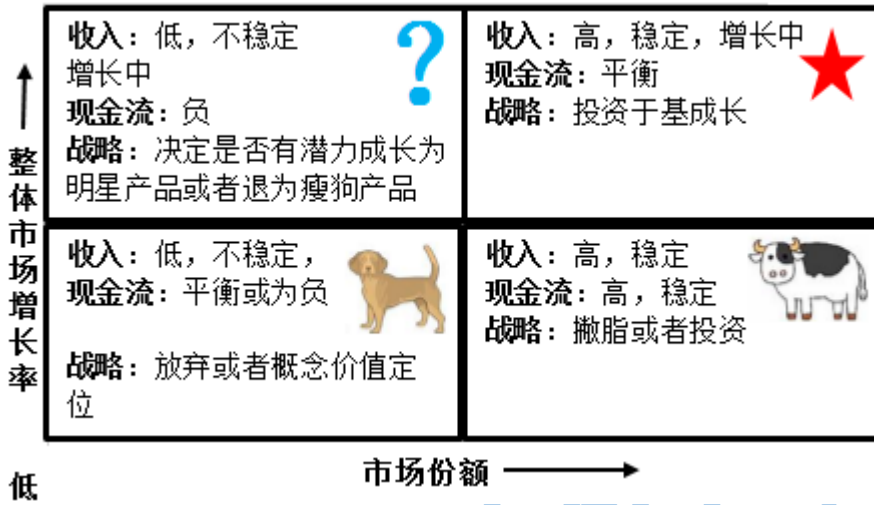 收入：低，不稳定
增长中
现金流：负
战略：决定是否有潜力成长为
明星产品或者退为瘦狗产品
?
收入：高，稳定，增长中
现金流：平衡
战略：投资于基成长
收入：低，不稳定，
现金流：平衡或为负
战略：放弃或者概念价值定
位
收入：高，稳定
现金流：高，稳定
战略：撇脂或者投资
整体市场增长率
低
市场份额